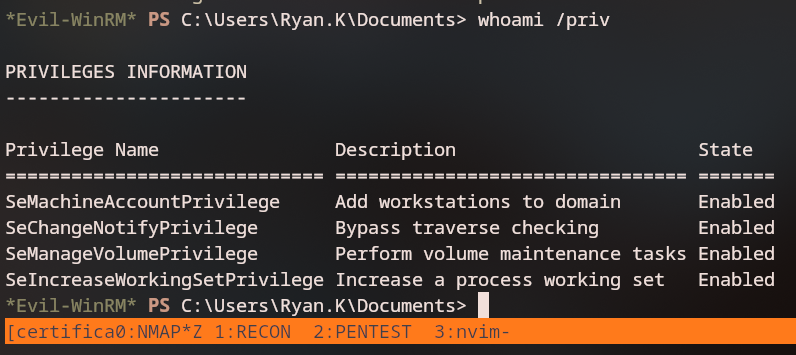 *Evil-WinRM* PS C:\Users\Ryan.K\Documents> whoami /priv
PRIVILEGES INFORMATION
----------------------
Privilege Name                Description                      State
============================= ================================ =======
SeMachineAccountPrivilege     Add workstations to domain       Enabled
SeChangeNotifyPrivilege       Bypass traverse checking         Enabled
SeManageVolumePrivilege       Perform volume maintenance tasks Enabled
SeIncreaseWorkingSetPrivilege Increase a process working set   Enabled
*Evil-WinRM* PS C:\Users\Ryan.K\Documents>
[certifica0:NMAP*Z 1:RECON  2:PENTEST  3:nvim-